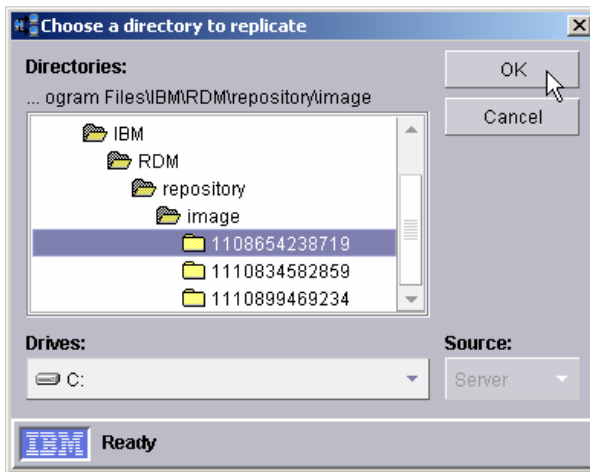 Choose a directory to replicate
Directories:
... ogram Files\IBM\RDM\repository\image
IBM
RDM
repository
image
1108654238719
1110834582859
1110899469234
OK
Cancel
Drives:
C:
Source:
Server
IBM
Ready